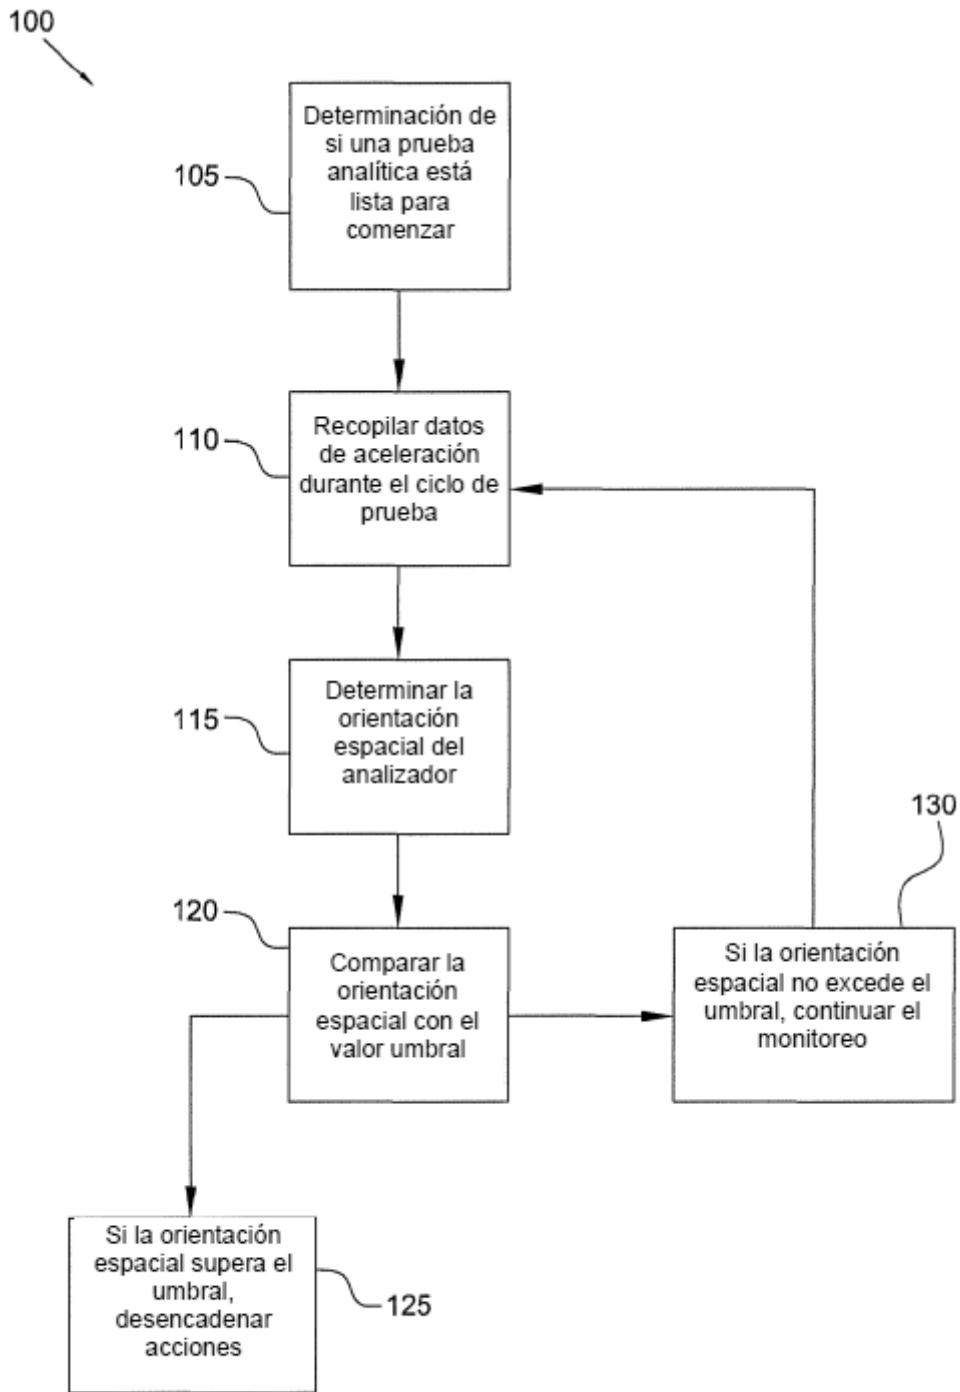 100
Determinación de
si una prueba
analítica está
lista para
comenzar
105
Recopilar datos
de aceleración
durante el ciclo de
prueba
110
Determinar la
orientación
espacial del
analizador
115
120
Comparar la
orientación
espacial con el
valor umbral
130
Si la orientación
espacial no excede el
umbral, continuar el
monitoreo
Si la orientación
espacial supera el
umbral,
desencadenar
acciones
125